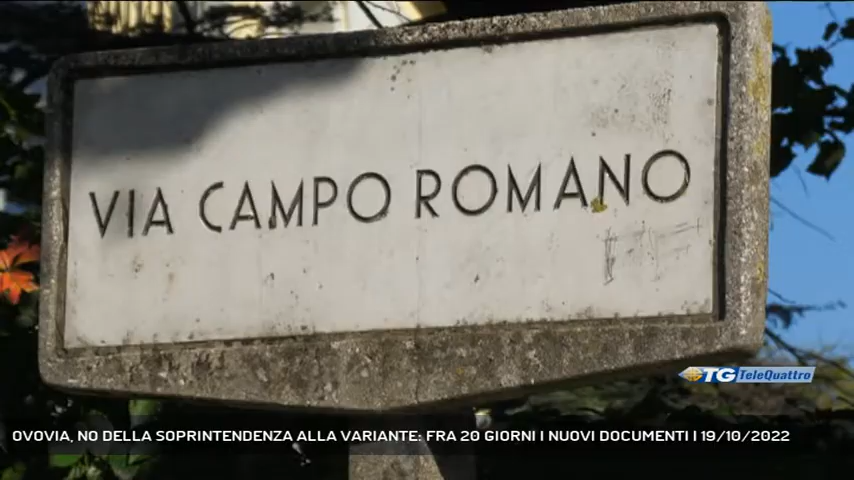 VIA CAMPO ROMANO
TG TeleQuattro
OVOVIA, NO DELLA SOPRINTENDENZA ALLA VARIANTE: FRA 20 GIORNI I NUOVI DOCUMENTI | 19/10/2022